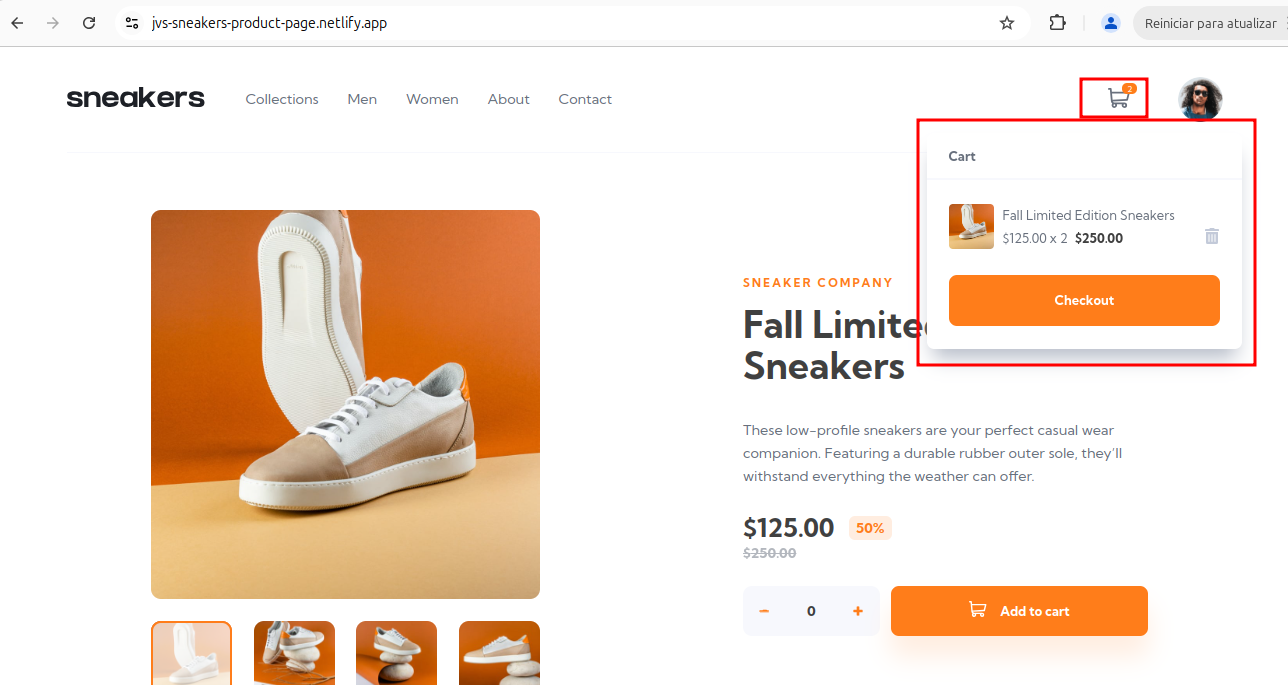 jvs-sneakers-product-page.netlify.app
Reiniciar para atualizar
sneakers
Collections Men Women About Contact
2
Cart
Fall Limited Edition Sneakers
$125.00 x 2 $250.00
Checkout
SNEAKER COMPANY
Fall Limite
Sneakers
These low-profile sneakers are your perfect casual wear
companion. Featuring a durable rubber outer sole, they'll
withstand everything the weather can offer.
$125.00 50%
$250.00
− 0 + Add to cart